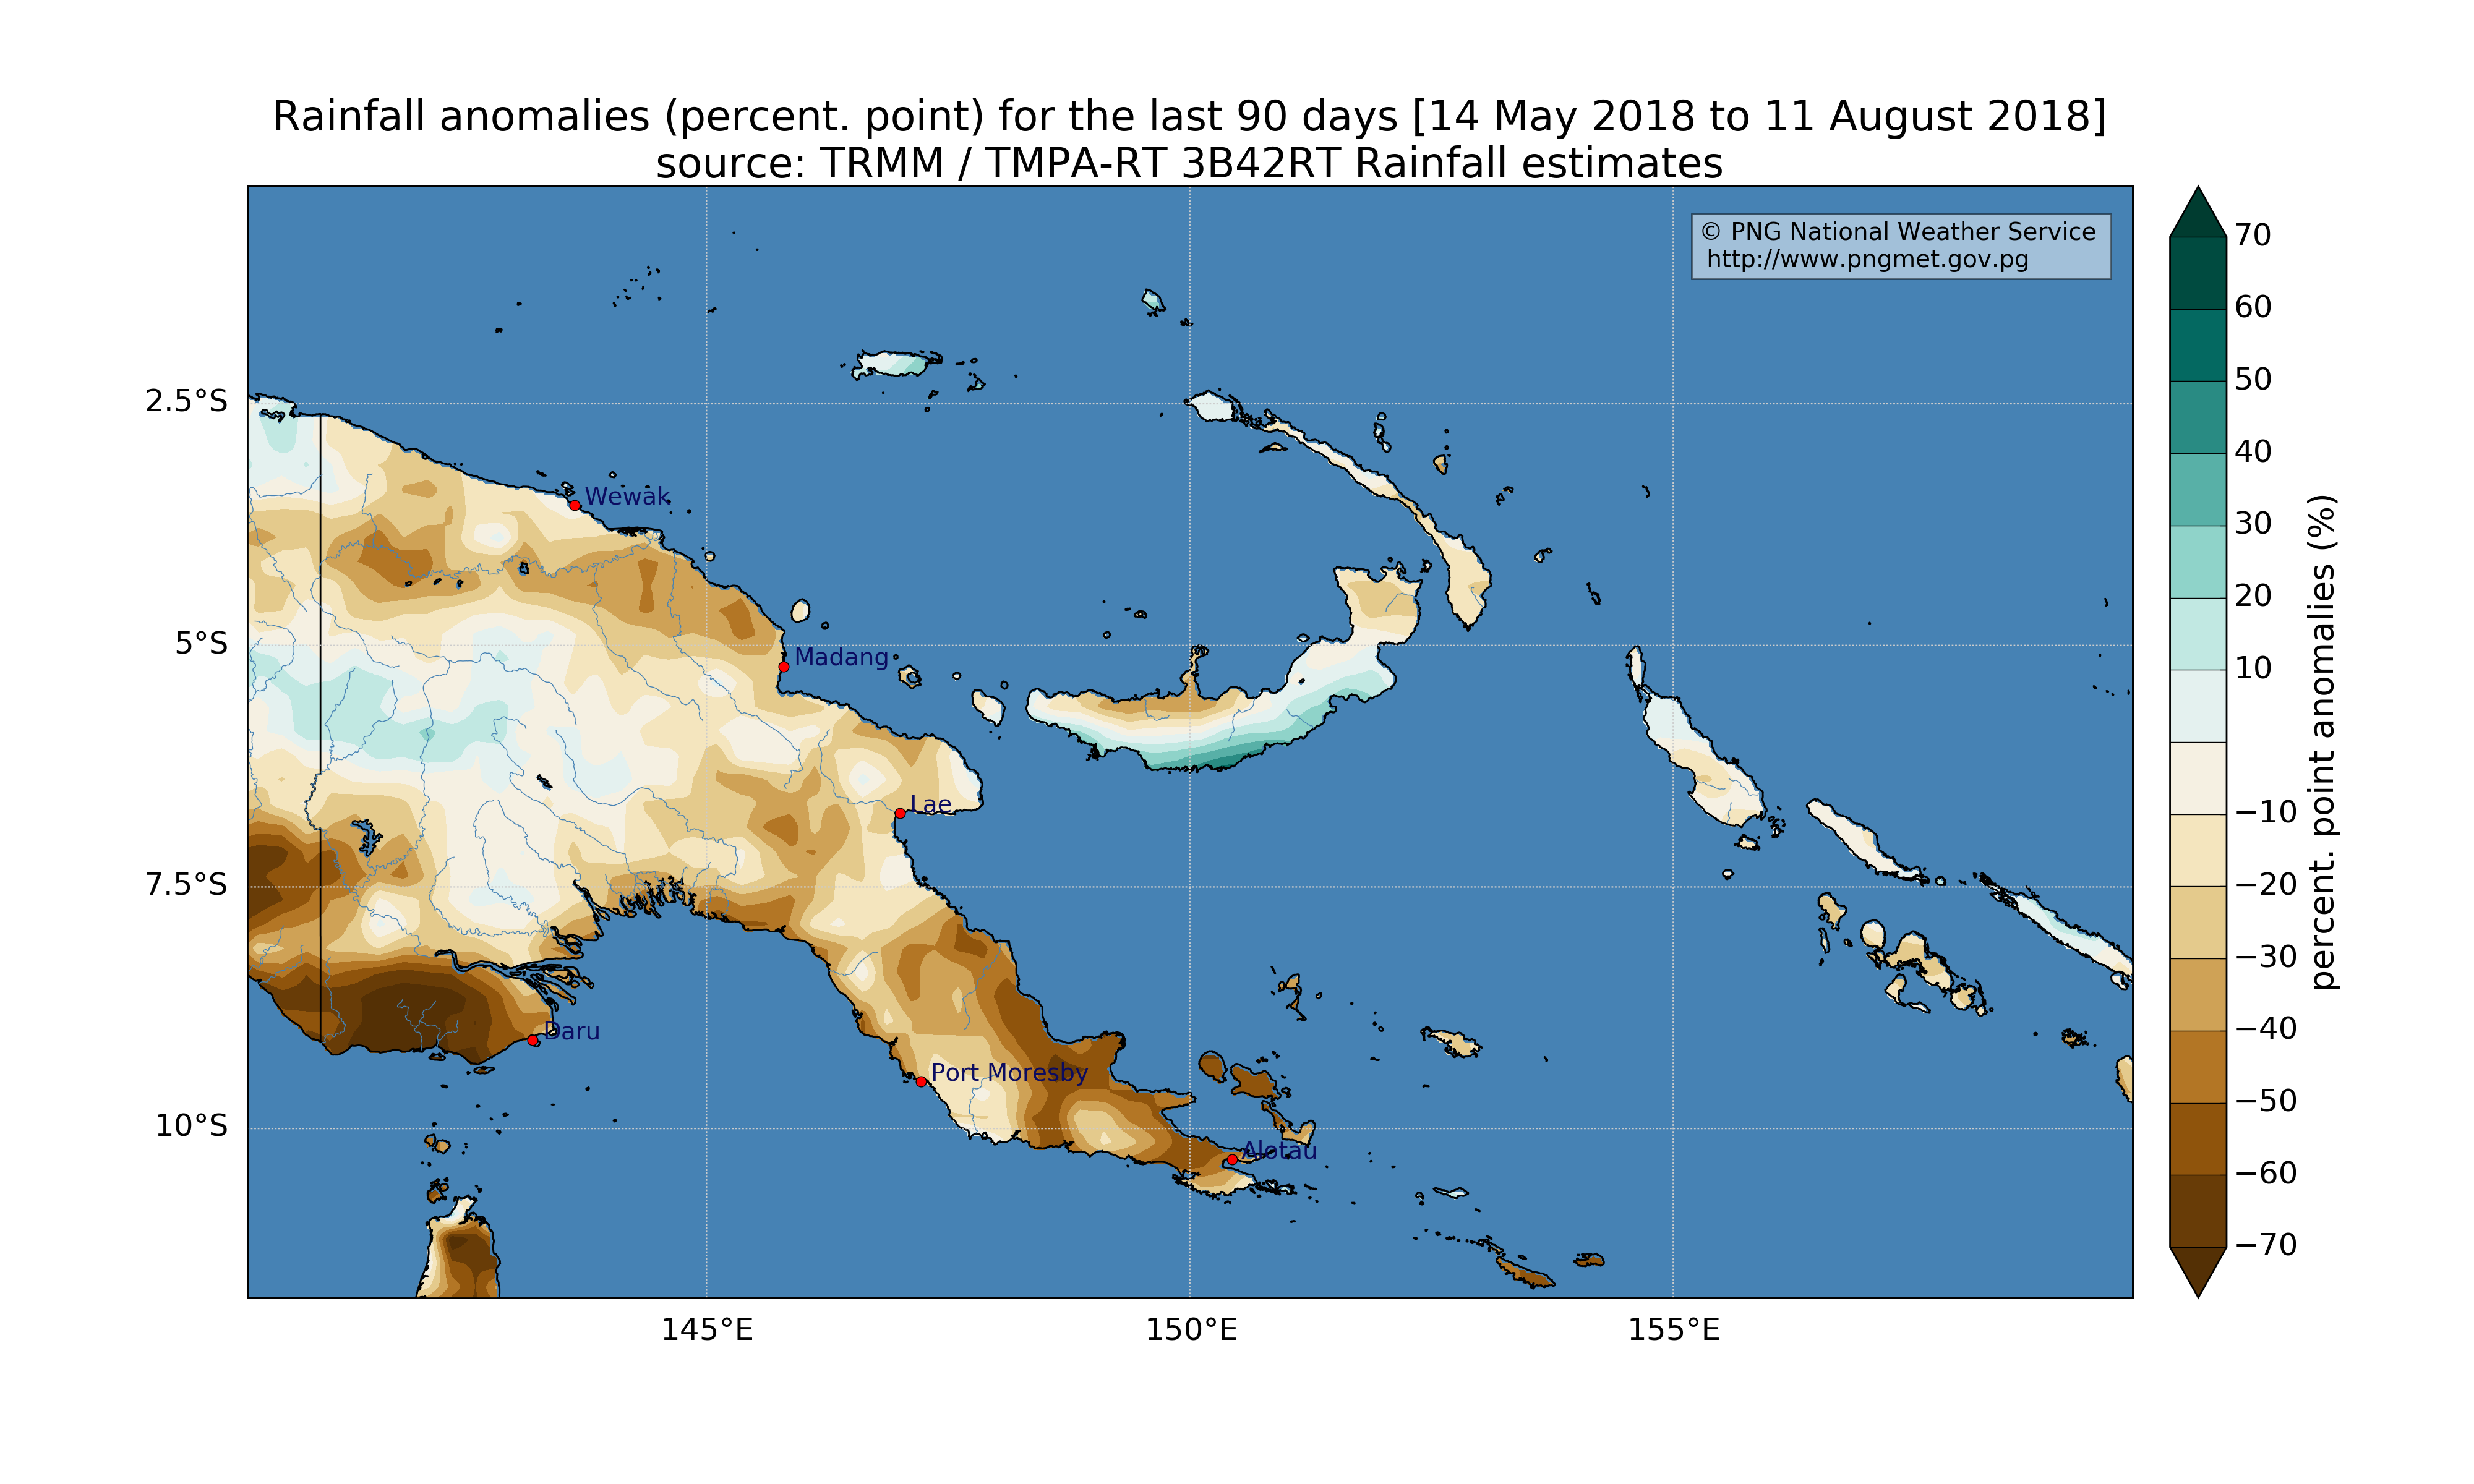 Rainfall anomalies (percent. point) for the last 90 days [14 May 2018 to 11 August 2018]
source: TRMM / TMPA-RT 3B42RT Rainfall estimates
© PNG National Weather Service
http://www.pngmet.gov.pg
2.5°S
5°S
7.5°S
10°S
Wewak
Madang
Lae
Daru
Port Moresby
Alotau
145°E
150°E
155°E
70
60
50
40
30
20
10
−10
−20
−30
−40
−50
−60
−70
percent. point anomalies (%)